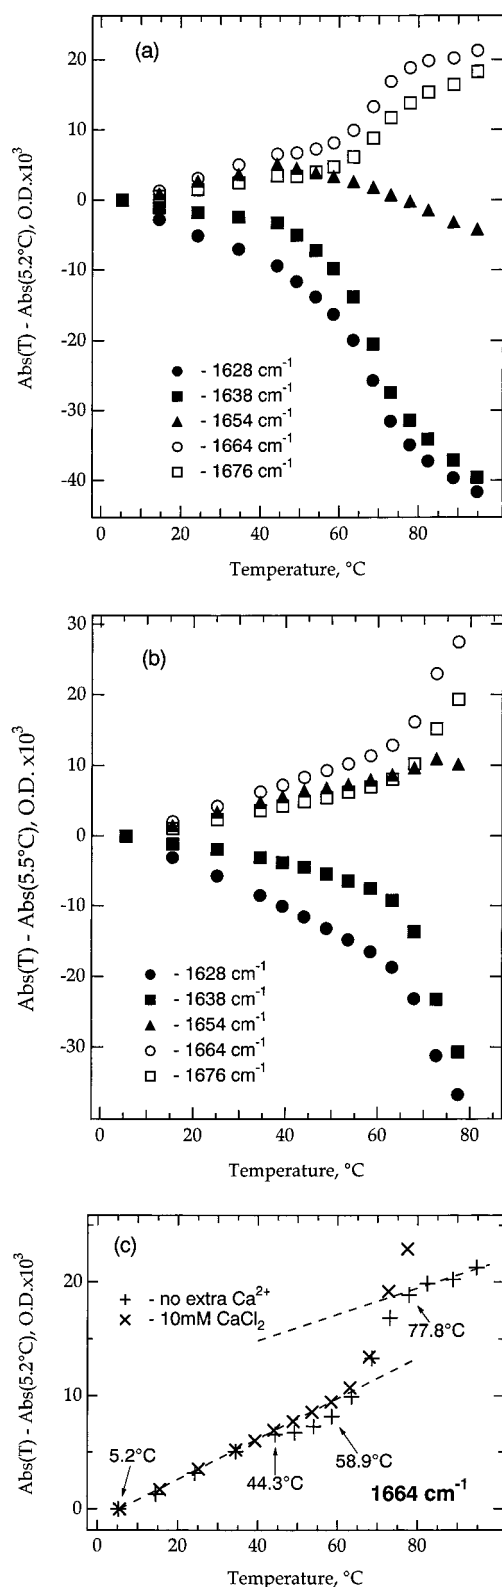 (a)
20
10
0
-10
-20
-30
-40
Abs(T) - Abs(5.2°C), O.D.x10³
● - 1628 cm⁻¹
■ - 1638 cm⁻¹
▲ - 1654 cm⁻¹
○ - 1664 cm⁻¹
□ - 1676 cm⁻¹
0 20 40 60 80
Temperature, °C
(b)
30
20
10
0
-10
-20
-30
Abs(T) - Abs(5.5°C), O.D. x10³
● - 1628 cm⁻¹
■ - 1638 cm⁻¹
▲ - 1654 cm⁻¹
○ - 1664 cm⁻¹
□ - 1676 cm⁻¹
0 20 40 60 80
Temperature, °C
(c)
20
10
0
Abs(T) - Abs(5.2°C), O.D.x10³
+ - no extra Ca²⁺
× - 10mM CaCl₂
77.8°C
5.2°C
44.3°C
58.9°C
1664 cm⁻¹
0 20 40 60 80
Temperature, °C